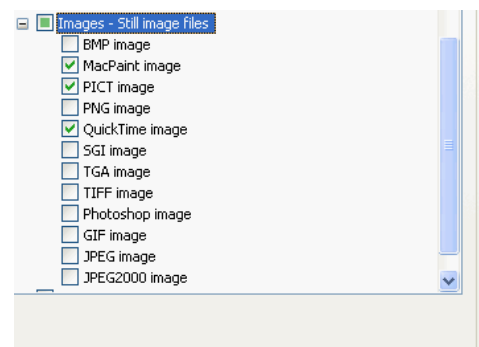 Images - Still image files
BMP image
MacPaint image
PICT image
PNG image
QuickTime image
SGI image
TGA image
TIFF image
Photoshop image
GIF image
JPEG image
JPEG2000 image